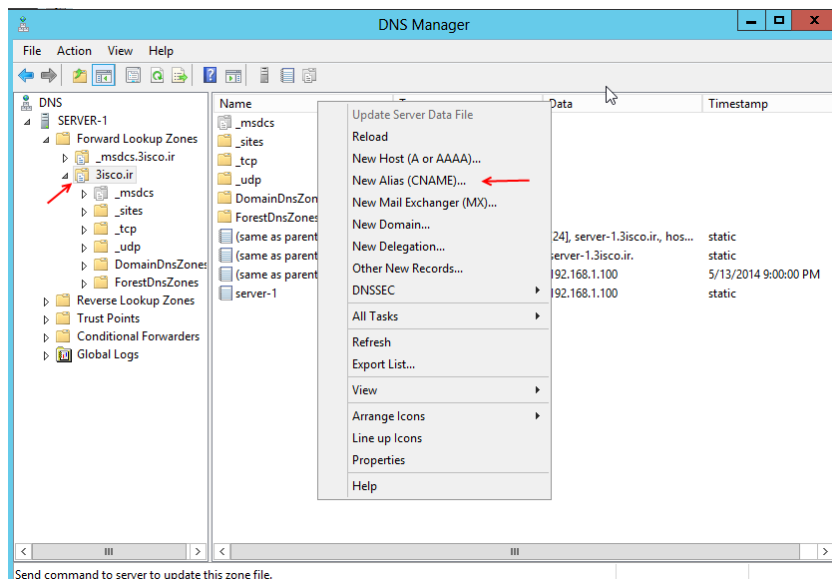 DNS Manager
File Action View Help
DNS
SERVER-1
Forward Lookup Zones
_msdcs.3isco.ir
3isco.ir
_msdcs
_sites
_tcp
_udp
DomainDnsZones
ForestDnsZones
Reverse Lookup Zones
Trust Points
Conditional Forwarders
Global Logs
Name Data Timestamp
_msdcs
_sites
_tcp
_udp
DomainDnsZon
ForestDnsZones
(same as parent 24], server-1.3isco.ir., hos... static
(same as parent server-1.3isco.ir. static
(same as parent 192.168.1.100 5/13/2014 9:00:00 PM
server-1 192.168.1.100 static
Update Server Data File
Reload
New Host (A or AAAA)...
New Alias (CNAME)...
New Mail Exchanger (MX)...
New Domain...
New Delegation...
Other New Records...
DNSSEC
All Tasks
Refresh
Export List...
View
Arrange Icons
Line up Icons
Properties
Help
Send command to server to update this zone file.